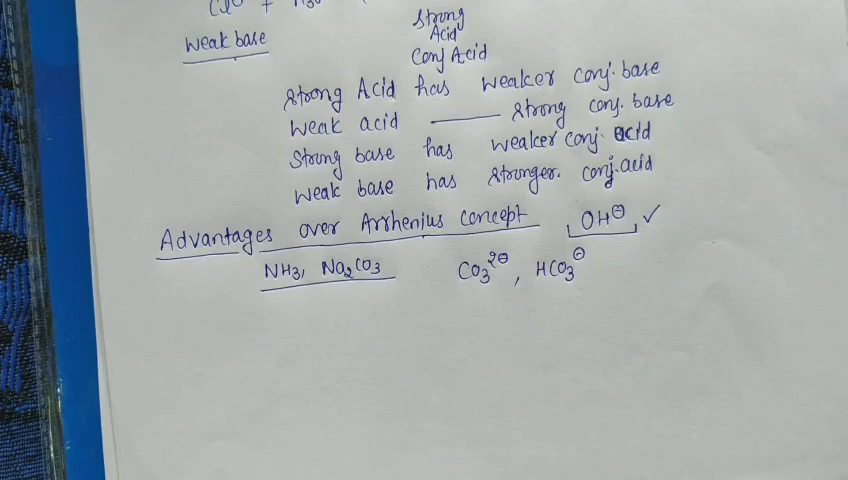 Strong
Acid
Weak base
Conj Acid
Strong Acid has weaker conj. base
Weak acid ——— strong conj. base
Strong base has weaker conj. acid
Weak base has stronger. conj. acid
Advantages over Arrhenius concept OH⊖ ✓
NH3, Na2CO3 CO3 2⊖, HCO3⊖